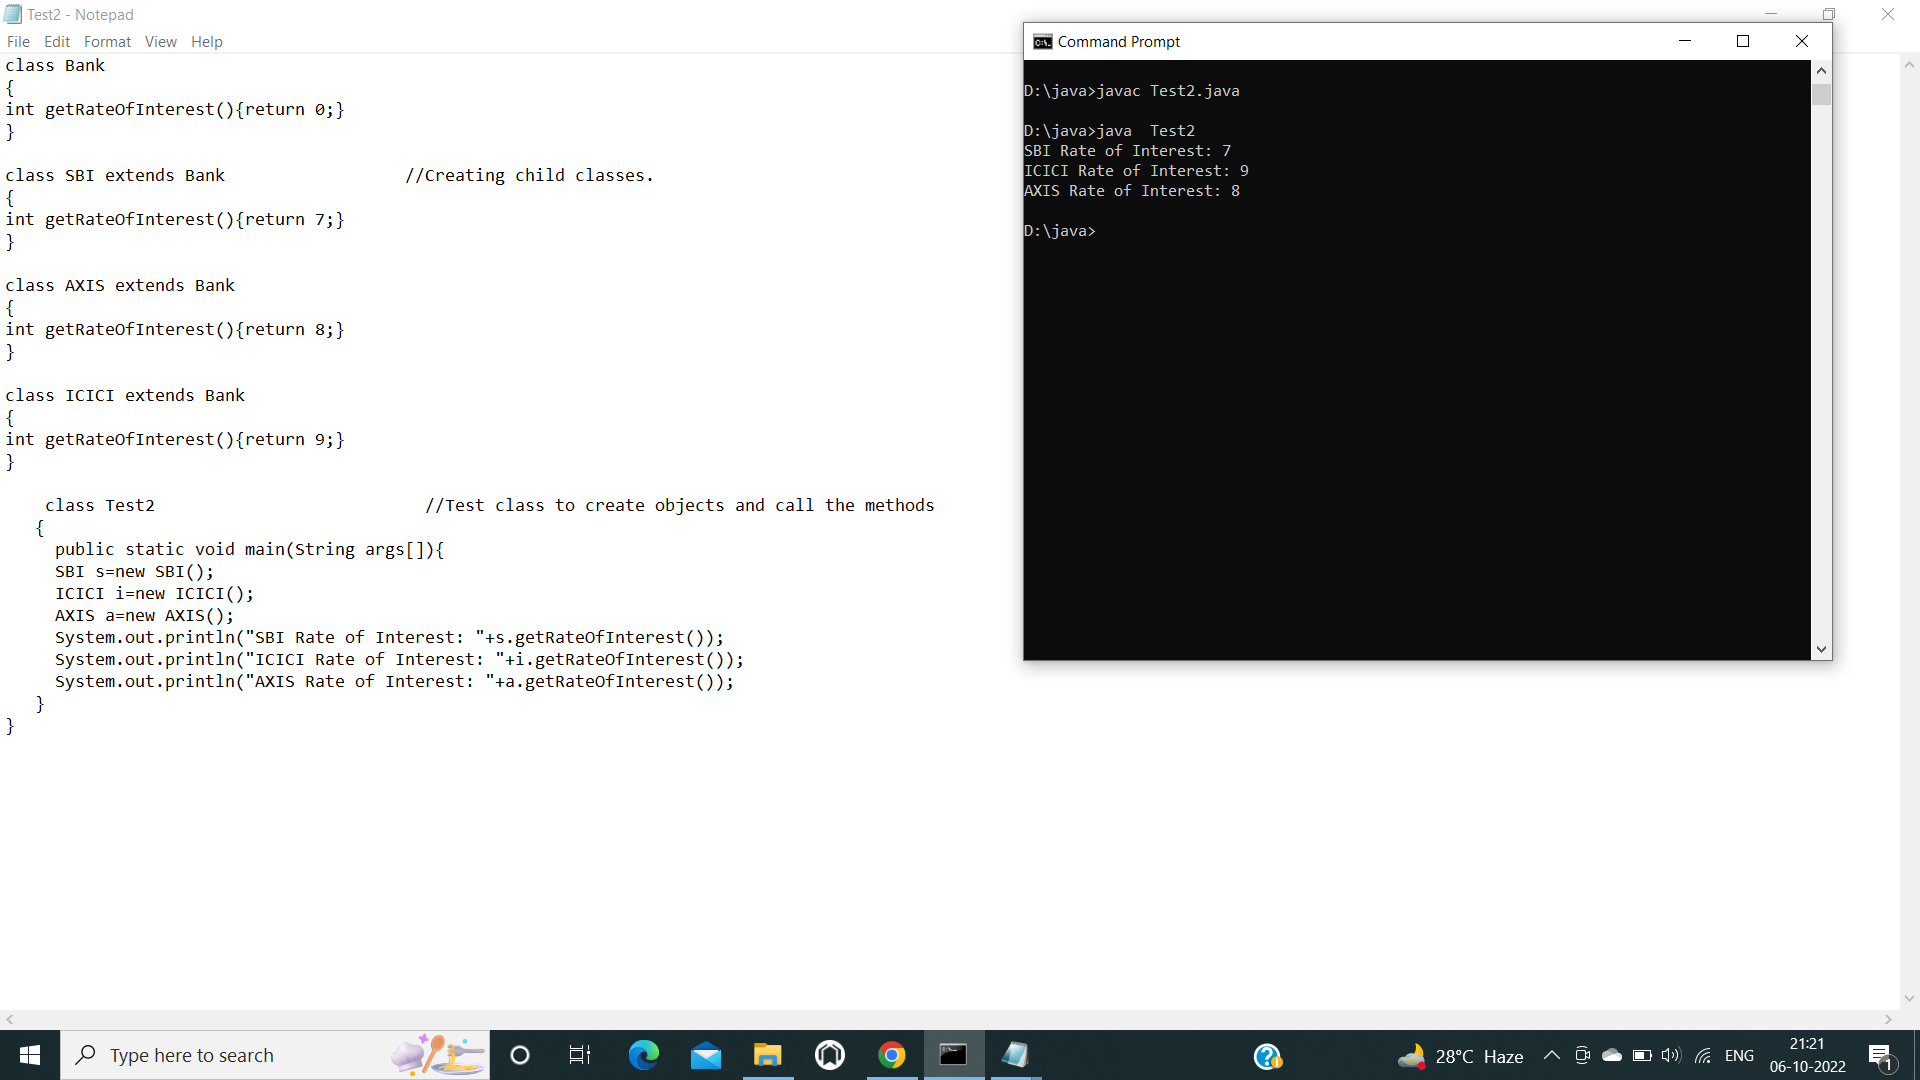 Test2 - Notepad
File Edit Format View Help
class Bank
{
int getRateOfInterest(){return 0;}
}
class SBI extends Bank //Creating child classes.
{
int getRateOfInterest(){return 7;}
}
class AXIS extends Bank
{
int getRateOfInterest(){return 8;}
}
class ICICI extends Bank
{
int getRateOfInterest(){return 9;}
}
class Test2 //Test class to create objects and call the methods
{
public static void main(String args[]){
SBI s=new SBI();
ICICI i=new ICICI();
AXIS a=new AXIS();
System.out.println("SBI Rate of Interest: "+s.getRateOfInterest());
System.out.println("ICICI Rate of Interest: "+i.getRateOfInterest());
System.out.println("AXIS Rate of Interest: "+a.getRateOfInterest());
}
}
Command Prompt
D:\java>javac Test2.java
D:\java>java  Test2
SBI Rate of Interest: 7
ICICI Rate of Interest: 9
AXIS Rate of Interest: 8
D:\java>
Type here to search
28°C Haze
ENG
21:21
06-10-2022
1